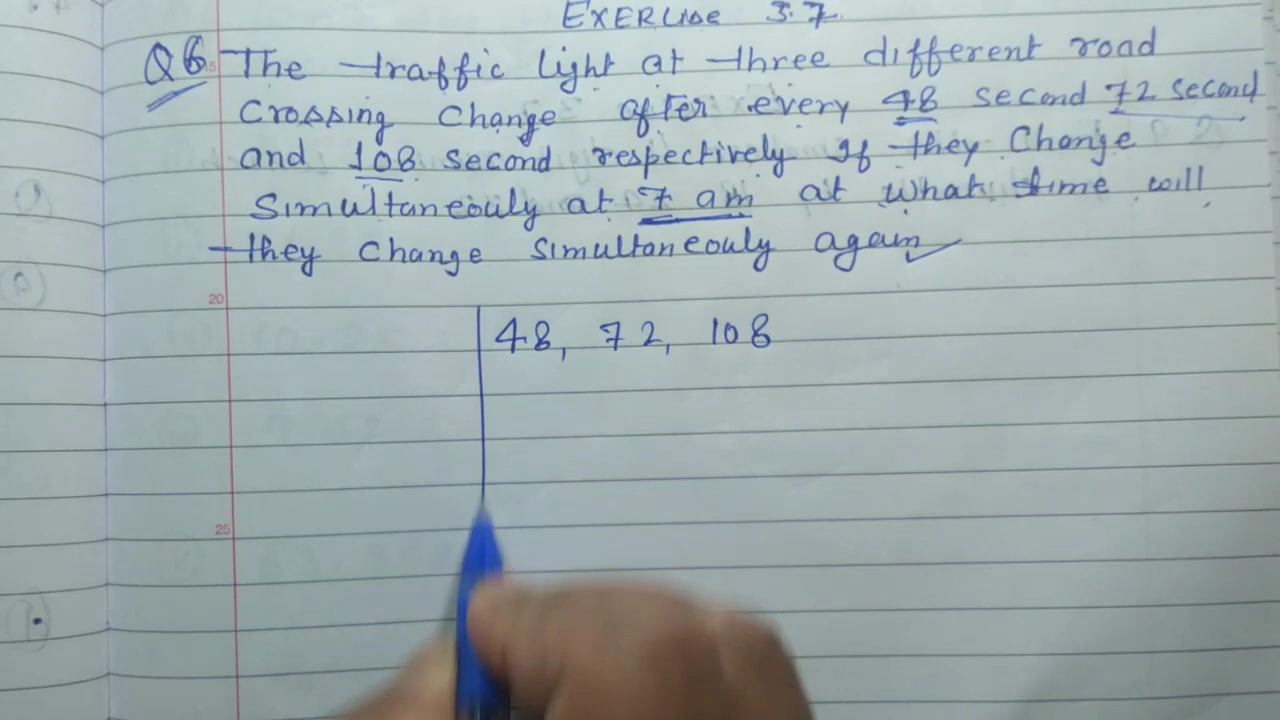 EXERCISE 3.7
Q6 The traffic light at three different road
Crossing Change after every 48 second 72 second
and 108 second respectively If they Change
Simultaneouly at 7 am at what time will
they change simultaneouly again
20
48, 72, 108
25